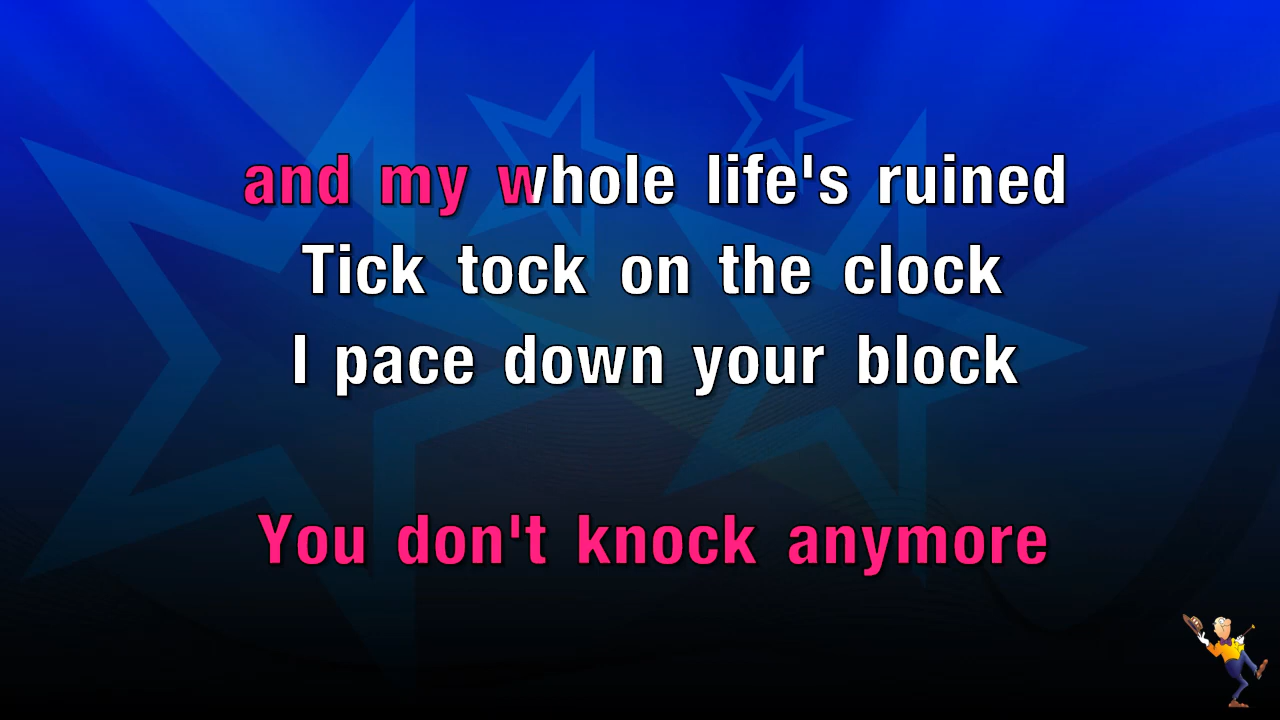 and my whole life's ruined
Tick tock on the clock
I pace down your block
You don't knock anymore